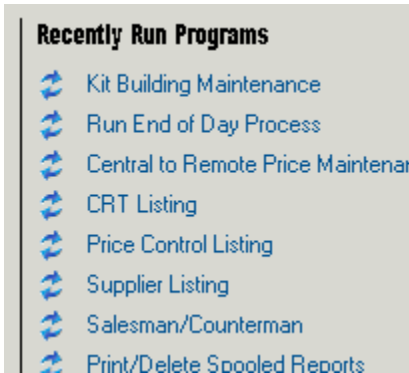 Recently Run Programs
Kit Building Maintenance
Run End of Day Process
Central to Remote Price
CRT Listing
Price Control Listing
Supplier Listing
Salesman/Counterman
Print/Delete Spooled Reports